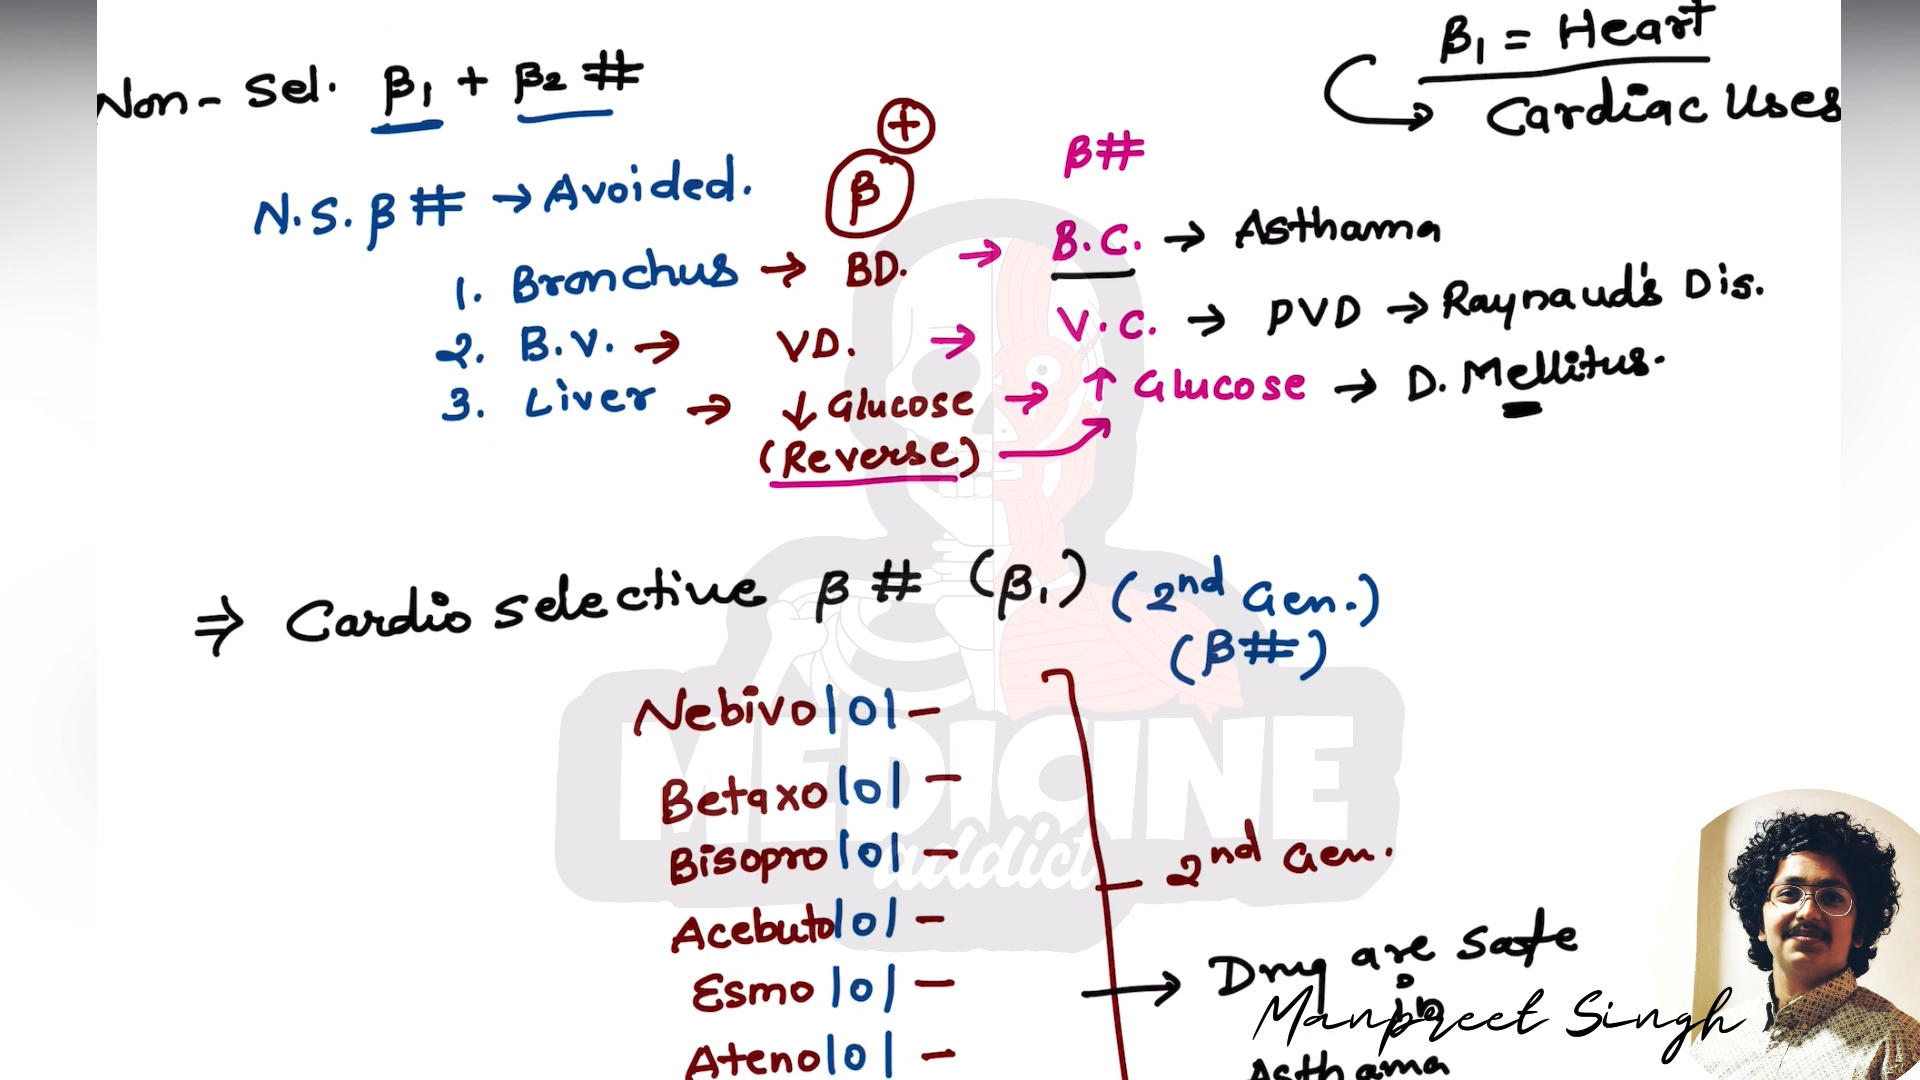 β₁ = Heart
Cardiac Uses
Non- Sel. β₁ + β₂ #
+
β
β#
N.S. β # → Avoided.
1. Bronchus → BD. → B.C. → Asthama
2. B.V. → VD. → V.C. → PVD → Raynaud's Dis.
3. Liver → ↓ Glucose → ↑ Glucose → D. Mellitus.
(Reverse)
⇒ Cardio selective β # (β₁) (2nd Gen.)
(β#)
Nebivolol –
Betaxolol –
Bisoprolol –
Acebutolol –
Esmolol –
Atenolol –
2nd Gen.
→ Drug are safe
in
Asthama
MEDICINE
addict
Manpreet Singh